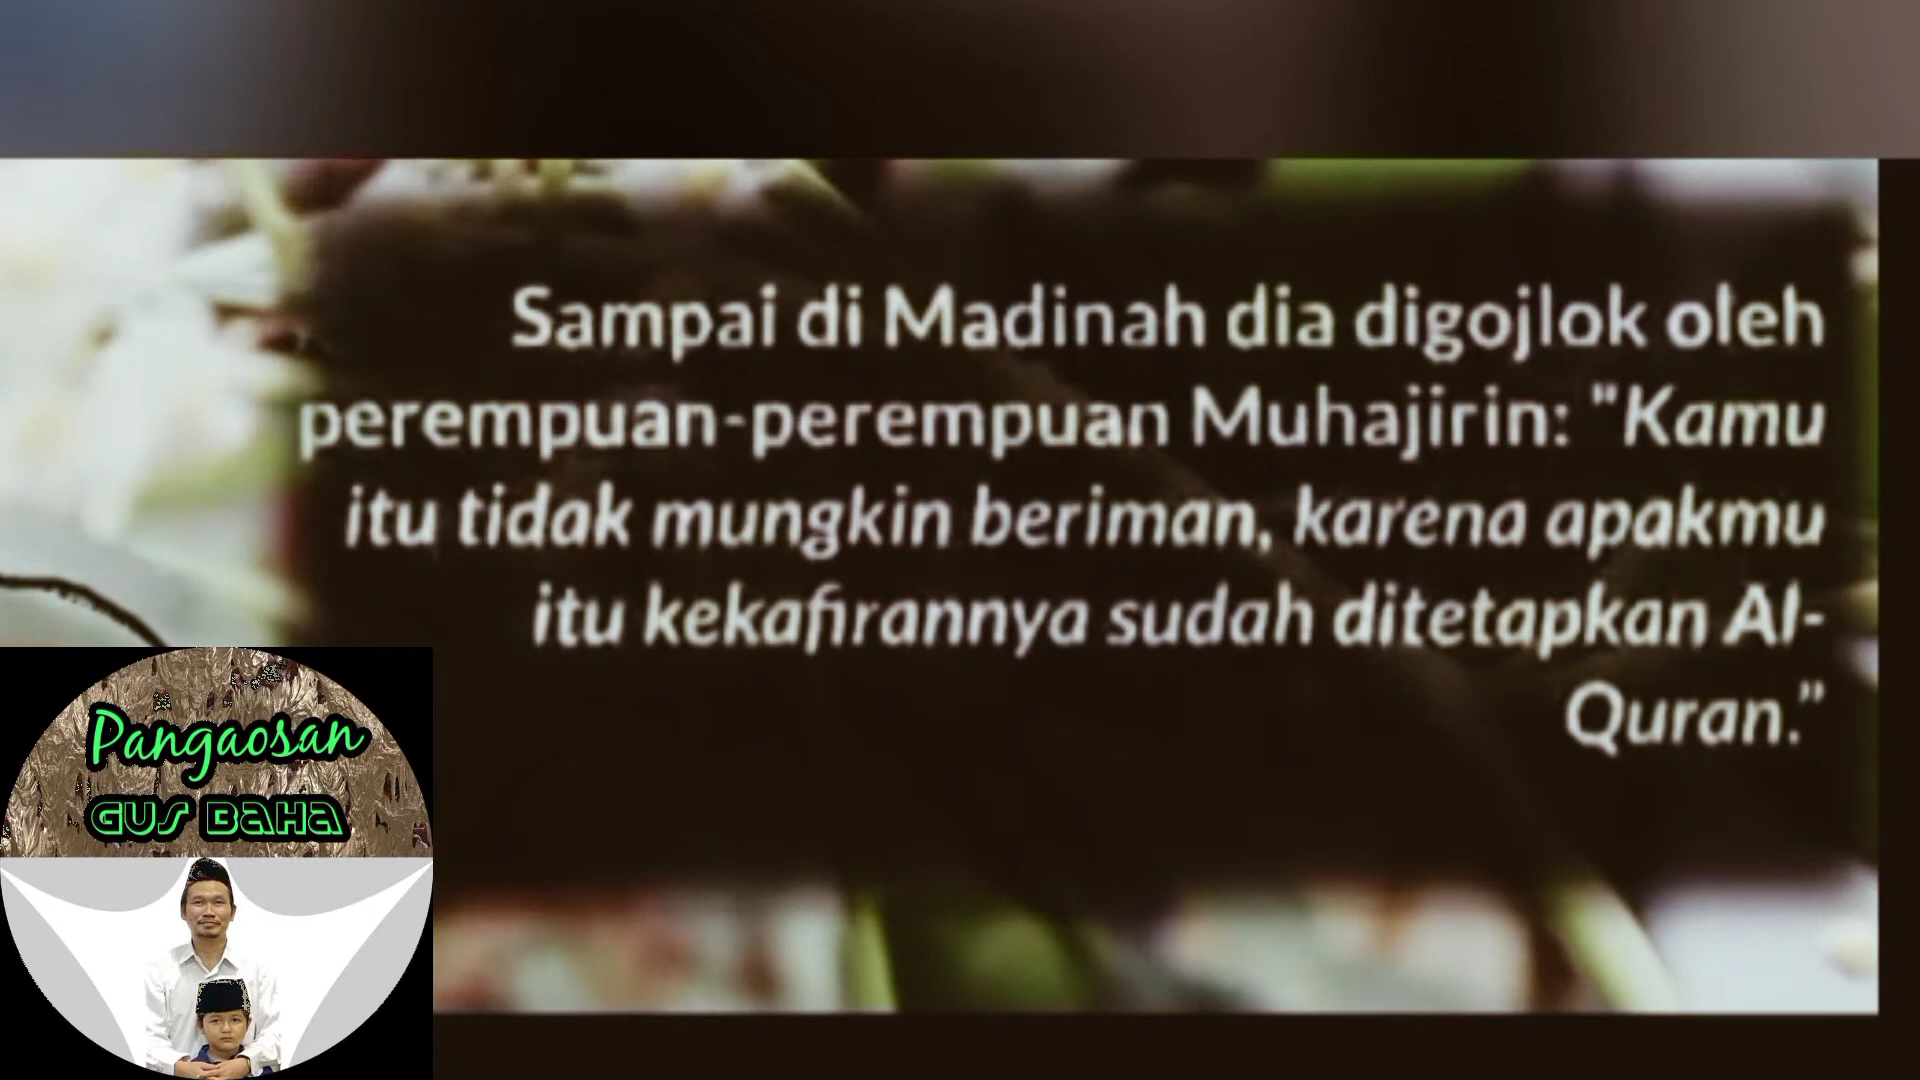 Sampai di Madinah dia digojlok oleh
perempuan-perempuan Muhajirin: "Kamu
itu tidak mungkin beriman, karena apakmu
itu kekafirannya sudah ditetapkan Al-
Quran.”
Pangaosan
GUS BAHA